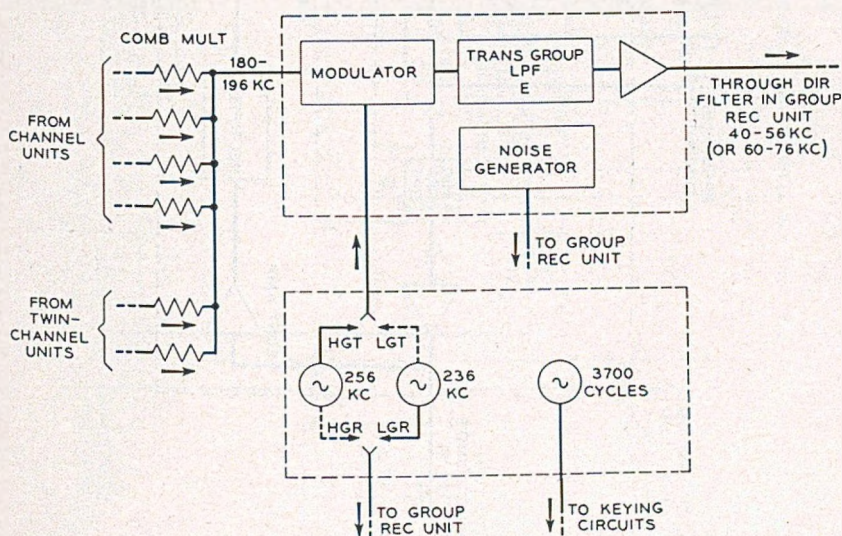 COMB MULT
180-
196 KC
FROM
CHANNEL
UNITS
FROM
TWIN-
CHANNEL
UNITS
MODULATOR
TRANS GROUP
LPF
E
NOISE
GENERATOR
THROUGH DIR
FILTER IN GROUP
REC UNIT
40-56 KC
(OR 60-76 KC)
TO GROUP
REC UNIT
HGT LGT
256
KC
236
KC
3700
CYCLES
HGR LGR
TO GROUP
REC UNIT
TO KEYING
CIRCUITS